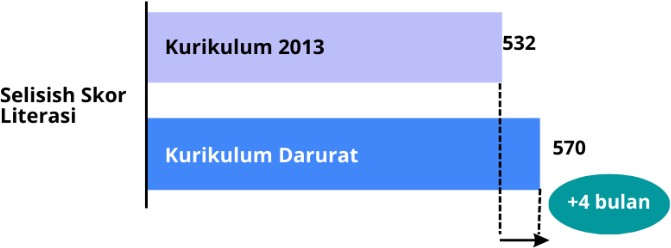 Kurikulum 2013
532
Selisish Skor
Literasi
Kurikulum Darurat
570
+4 bulan